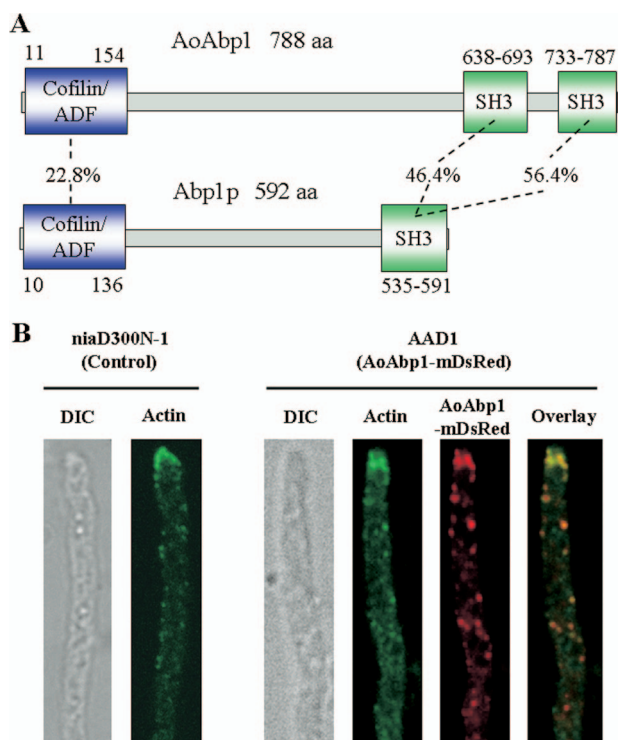 A
AoAbp1 788 aa
11 154 638-693 733-787
Cofilin/
ADF
SH3 SH3
22.8% 46.4% 56.4%
Abp1p 592 aa
Cofilin/
ADF
SH3
10 136 535-591
B
niaD300N-1
(Control)
AAD1
(AoAbp1-mDsRed)
DIC Actin
DIC Actin AoAbp1
-mDsRed Overlay